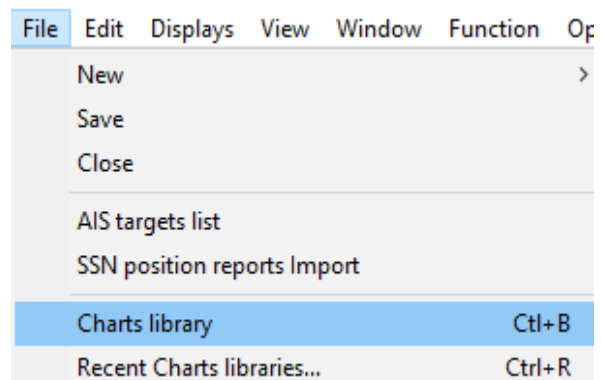 File Edit Displays View Window Function Op
New >
Save
Close
AIS targets list
SSN position reports Import
Charts library Ctl+B
Recent Charts libraries... Ctrl+R